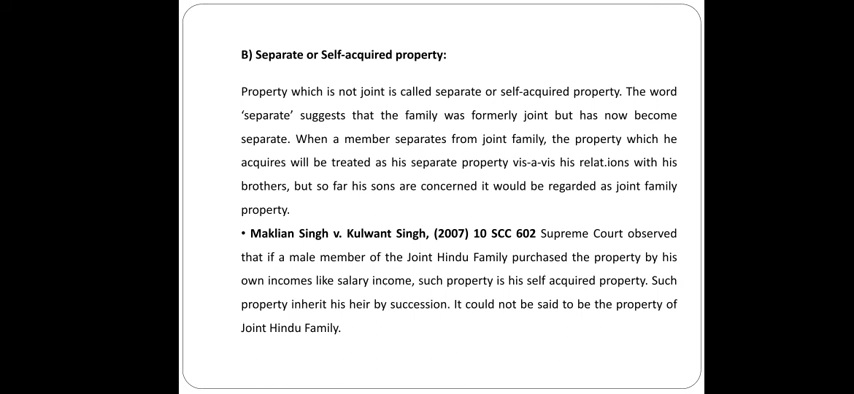 B) Separate or Self-acquired property:
Property which is not joint is called separate or self-acquired property. The word
‘separate’ suggests that the family was formerly joint but has now become
separate. When a member separates from joint family, the property which he
acquires will be treated as his separate property vis-a-vis his relat.ions with his
brothers, but so far his sons are concerned it would be regarded as joint family
property.
• Maklian Singh v. Kulwant Singh, (2007) 10 SCC 602 Supreme Court observed
that if a male member of the Joint Hindu Family purchased the property by his
own incomes like salary income, such property is his self acquired property. Such
property inherit his heir by succession. It could not be said to be the property of
Joint Hindu Family.